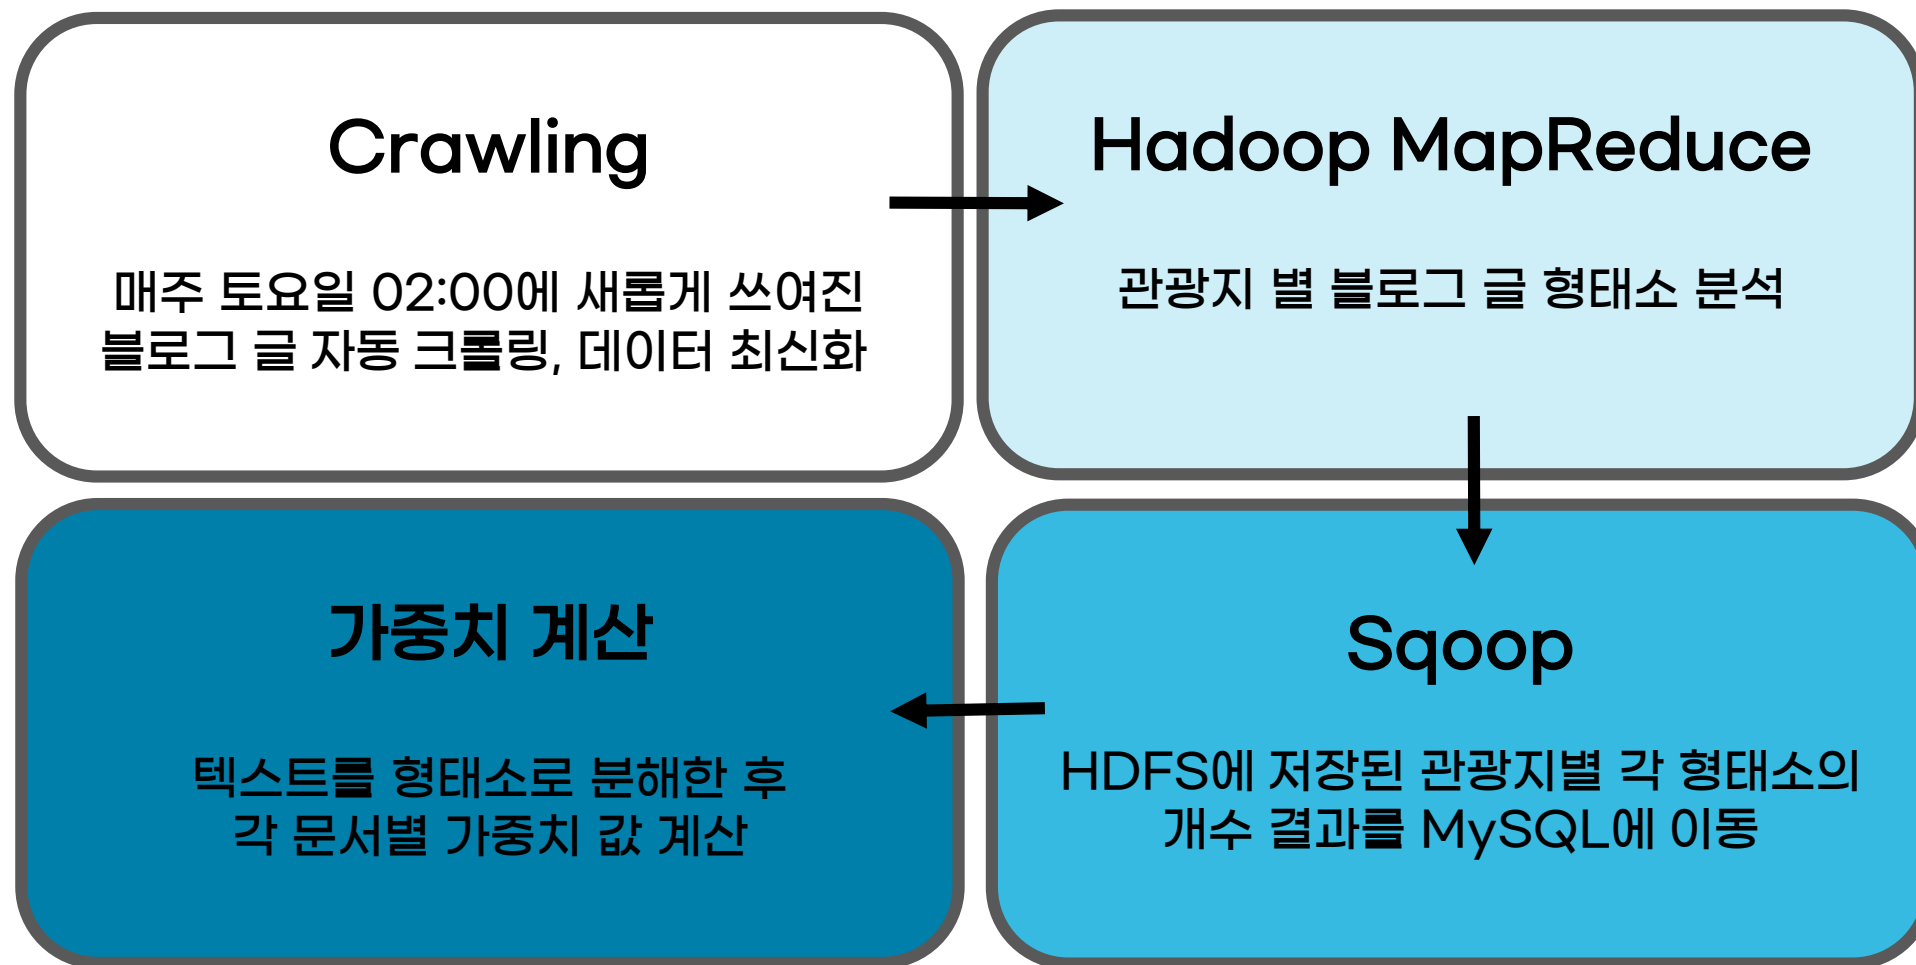 Crawling
매주 토요일 02:00에 새롭게 쓰여진
블로그 글 자동 크롤링, 데이터 최신화
Hadoop MapReduce
관광지 별 블로그 글 형태소 분석
Sqoop
HDFS에 저장된 관광지별 각 형태소의
개수 결과를 MySQL에 이동
가중치 계산
텍스트를 형태소로 분해한 후
각 문서별 가중치 값 계산